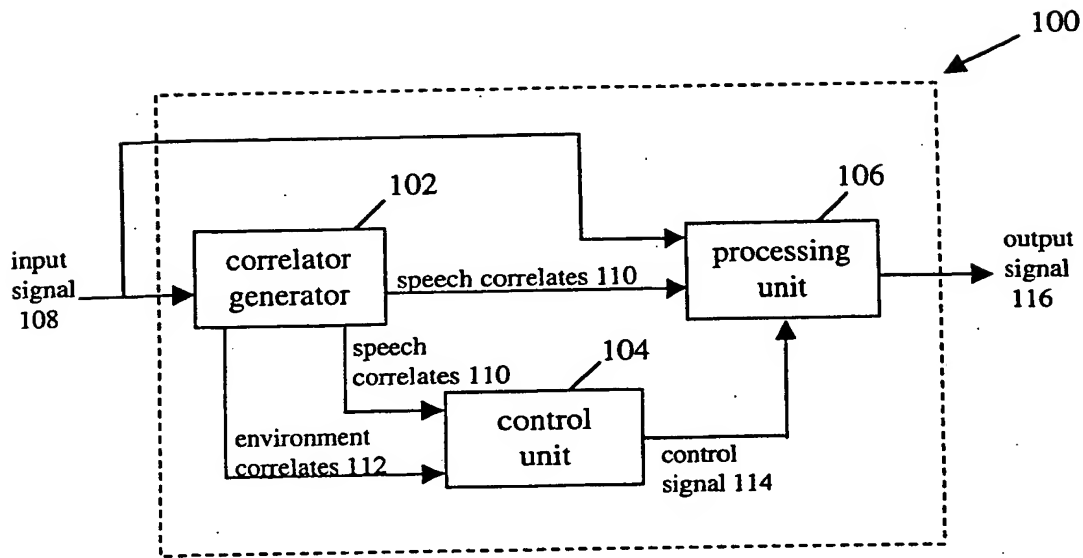 100
102
106
input
signal
108
correlator
generator
speech correlates 110
processing
unit
output
signal
116
speech
correlates 110
104
control
unit
environment
correlates 112
control
signal 114